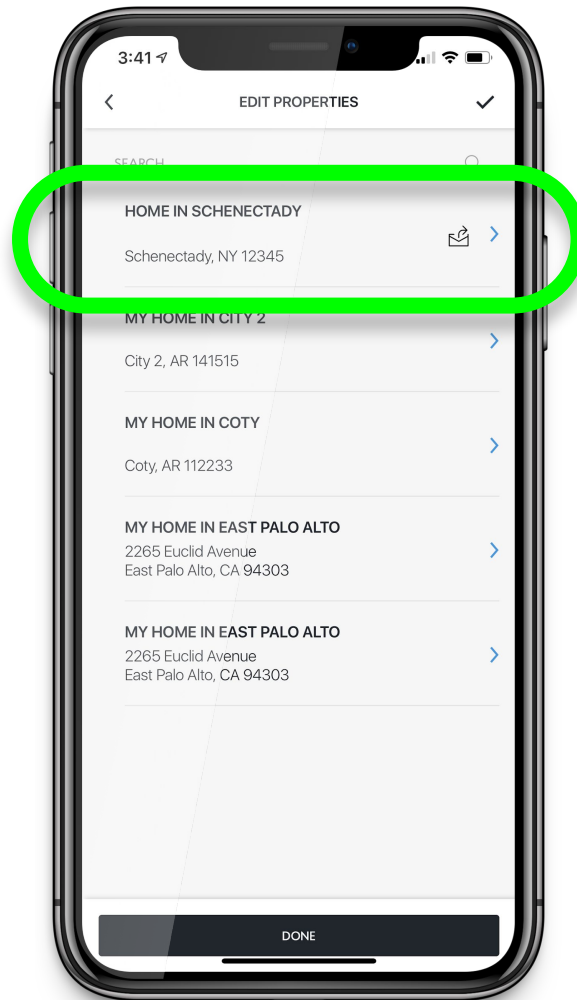 3:41
EDIT PROPERTIES
SEARCH
HOME IN SCHENECTADY
Schenectady, NY 12345
MY HOME IN CITY 2
City 2, AR 141515
MY HOME IN COTY
Coty, AR 112233
MY HOME IN EAST PALO ALTO
2265 Euclid Avenue
East Palo Alto, CA 94303
MY HOME IN EAST PALO ALTO
2265 Euclid Avenue
East Palo Alto, CA 94303
DONE